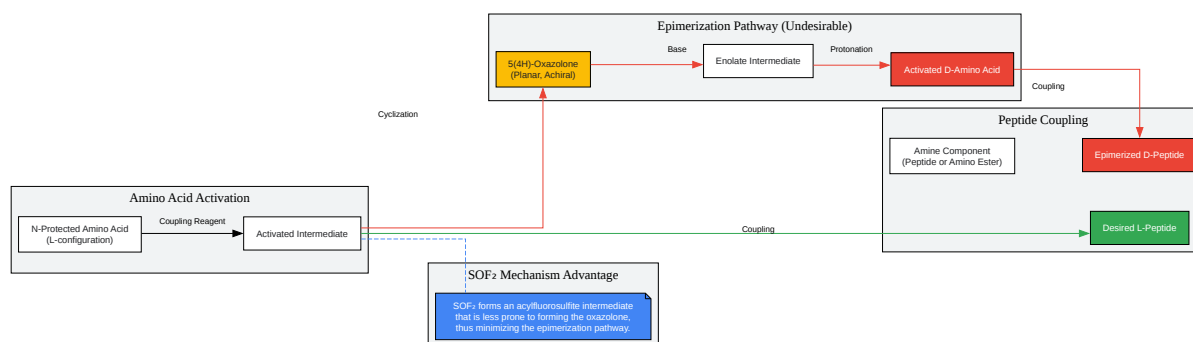 Epimerization Pathway (Undesirable)
5(4H)-Oxazolone
(Planar, Achiral)
Base
Enolate Intermediate
Protonation
Activated D-Amino Acid
Coupling
Cyclization
Peptide Coupling
Amine Component
(Peptide or Amino Ester)
Epimerized D-Peptide
Amino Acid Activation
N-Protected Amino Acid
(L-configuration)
Coupling Reagent
Activated Intermediate
Coupling
Desired L-Peptide
SOF₂ Mechanism Advantage
SOF₂ forms an acylfluorosulfite intermediate
that is less prone to forming the oxazolone,
thus minimizing the epimerization pathway.